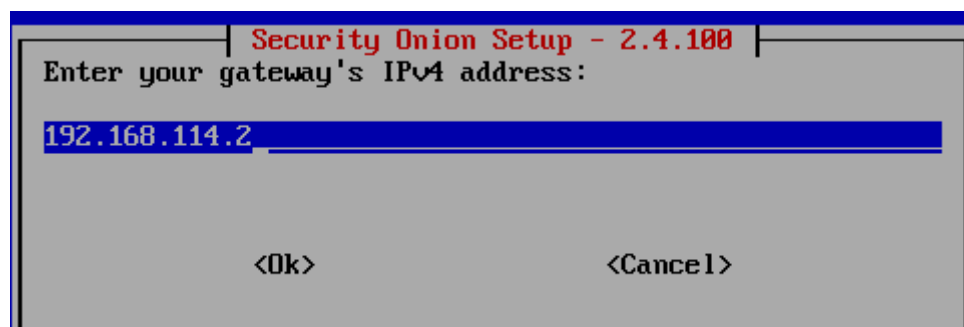 Security Onion Setup - 2.4.100
Enter your gateway's IPv4 address:
192.168.114.2
<Ok> <Cancel>